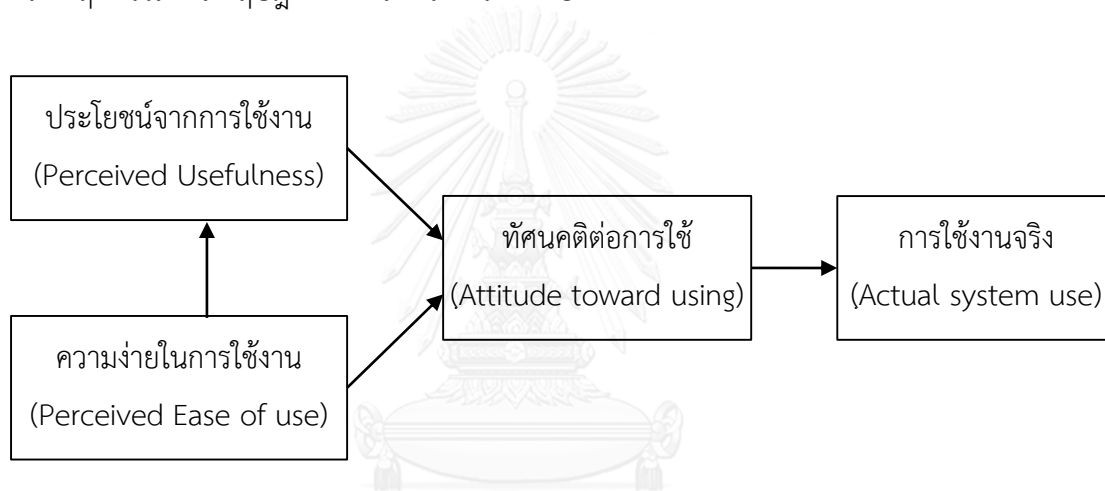 ประโยชน์จากการใช้งาน
(Perceived Usefulness)
ทัศนคติต่อการใช้
(Attitude toward using)
การใช้งานจริง
(Actual system use)
ความง่ายในการใช้งาน
(Perceived Ease of use)